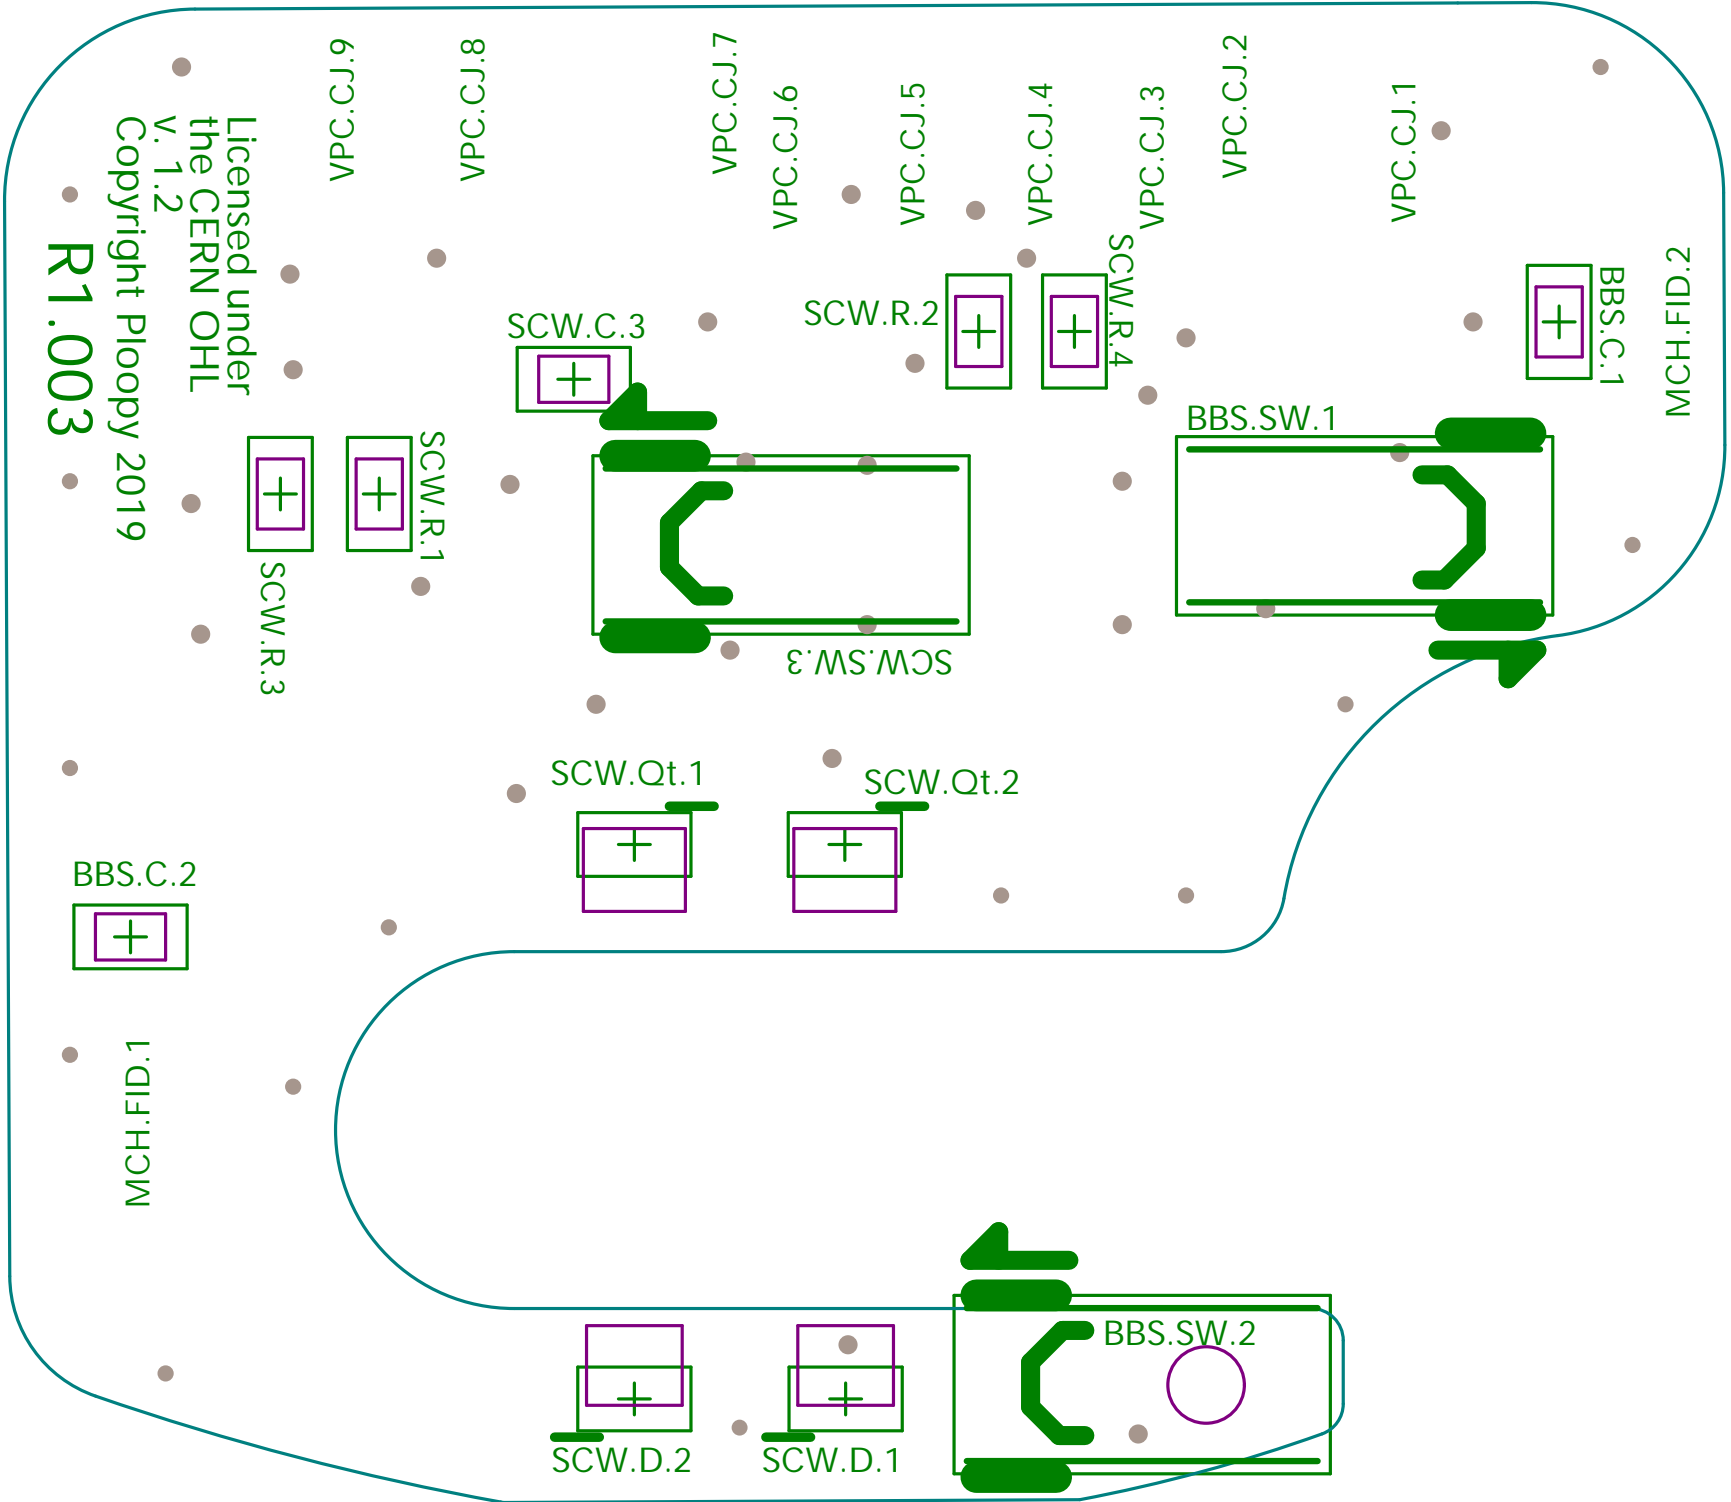 VPC.CJ.9
VPC.CJ.8
VPC.CJ.7
VPC.CJ.6
VPC.CJ.5
VPC.CJ.4
VPC.CJ.3
VPC.CJ.2
VPC.CJ.1
Licensed under
the CERN OHL
v. 1.2
Copyright Ploopy 2019
R1.003
SCW.C.3
SCW.R.2
SCW.R.4
BBS.C.1
MCH.FID.2
BBS.SW.1
SCW.R.1
SCW.R.3
SCW.SW.3
SCW.Qt.1
SCW.Qt.2
BBS.C.2
MCH.FID.1
BBS.SW.2
SCW.D.2
SCW.D.1